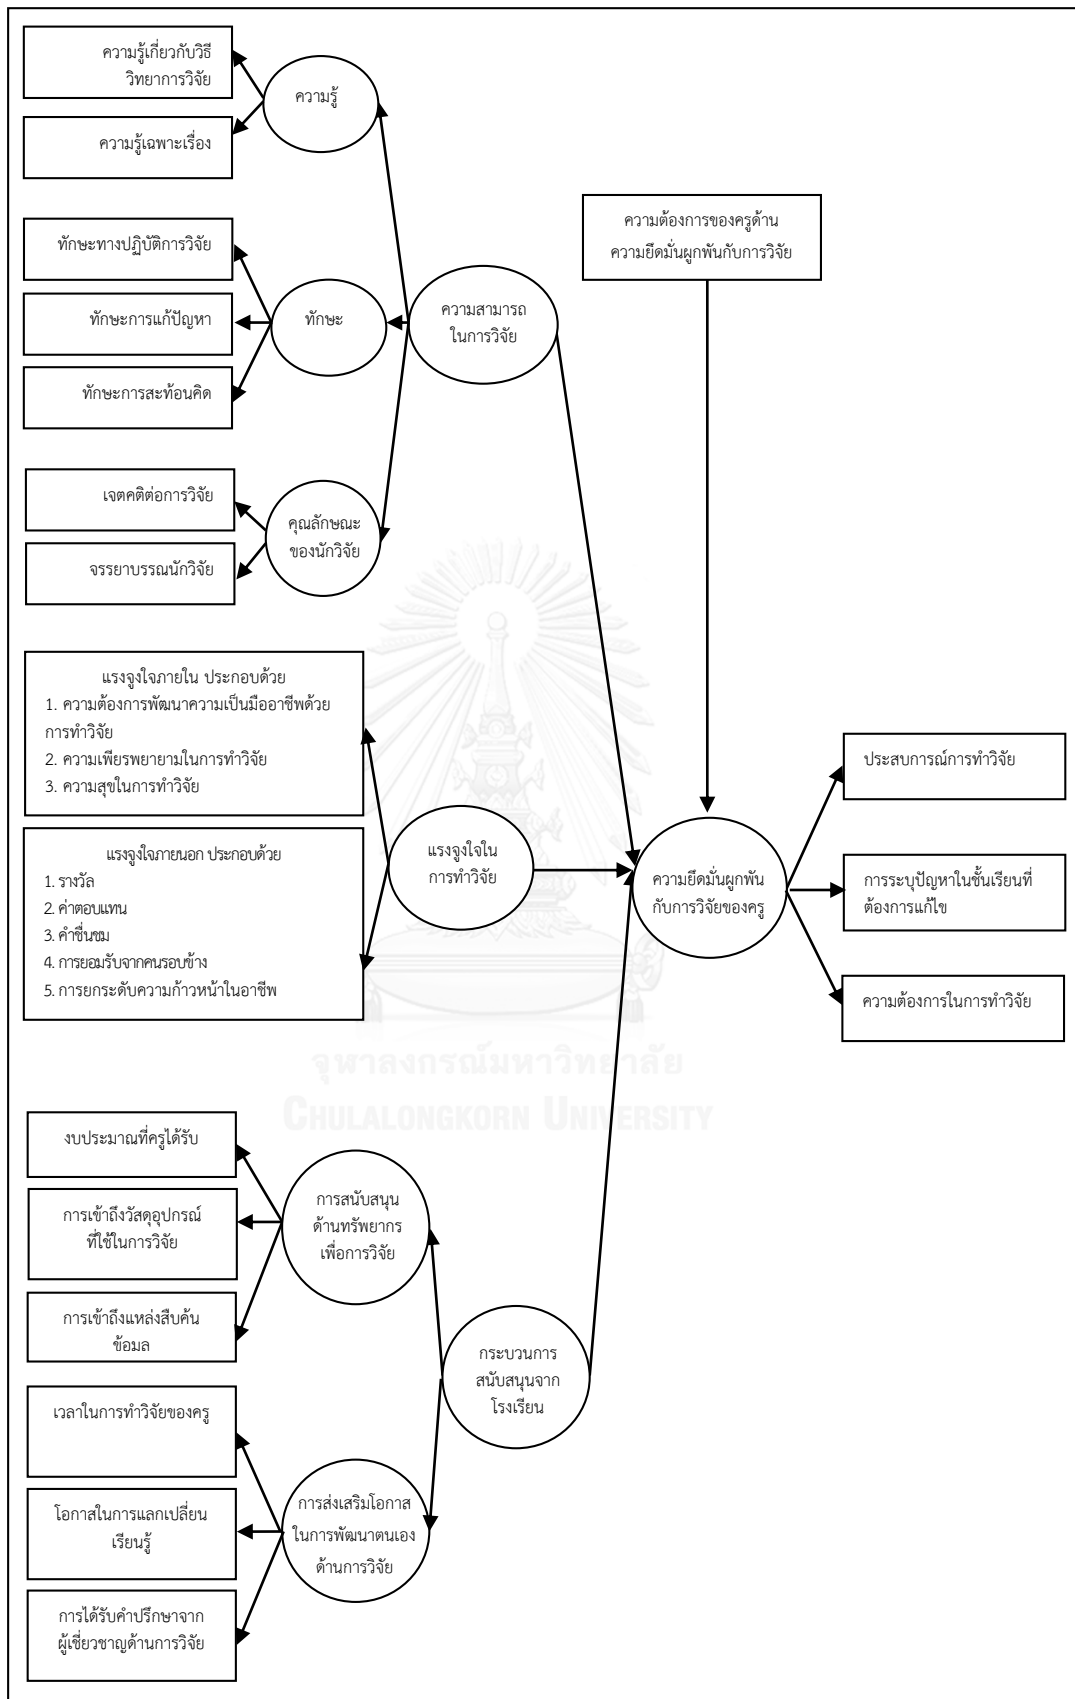 ความรู้เกี่ยวกับวิธี
วิทยาการวิจัย
ความรู้
ความรู้เฉพาะเรื่อง
ความต้องการของครูด้าน
ความยึดมั่นผูกพันกับการวิจัย
ทักษะทางปฏิบัติการวิจัย
ทักษะ
ทักษะการแก้ปัญหา
ทักษะการสะท้อนคิด
ความสามารถ
ในการวิจัย
เจตคติต่อการวิจัย
คุณลักษณะ
ของนักวิจัย
จรรยาบรรณนักวิจัย
แรงจูงใจภายใน ประกอบด้วย
1. ความต้องการพัฒนาความเป็นมืออาชีพด้วย
การทำวิจัย
2. ความเพียรพยายามในการทำวิจัย
3. ความสุขในการทำวิจัย
แรงจูงใจภายนอก ประกอบด้วย
1. รางวัล
2. ค่าตอบแทน
3. คำชื่นชม
4. การยอมรับจากคนรอบข้าง
5. การยกระดับความก้าวหน้าในอาชีพ
แรงจูงใจใน
การทำวิจัย
ความยึดมั่นผูกพัน
กับการวิจัยของครู
ประสบการณ์การทำวิจัย
การระบุปัญหาในชั้นเรียนที่
ต้องการแก้ไข
ความต้องการในการทำวิจัย
จุฬาลงกรณ์มหาวิทยาลัย
CHULALONGKORN UNIVERSITY
งบประมาณที่ครูได้รับ
การเข้าถึงวัสดุอุปกรณ์
ที่ใช้ในการวิจัย
การเข้าถึงแหล่งสืบค้น
ข้อมล
การสนับสนุน
ด้านทรัพยากร
เพื่อการวิจัย
กระบวนการ
สนับสนุนจาก
โรงเรียน
เวลาในการทำวิจัยของครู
โอกาสในการแลกเปลี่ยน
เรียนรู้
การได้รับคำปรึกษาจาก
ผู้เชี่ยวชาญด้านการวิจัย
การส่งเสริมโอกาส
ในการพัฒนาตนเอง
ด้านการวิจัย